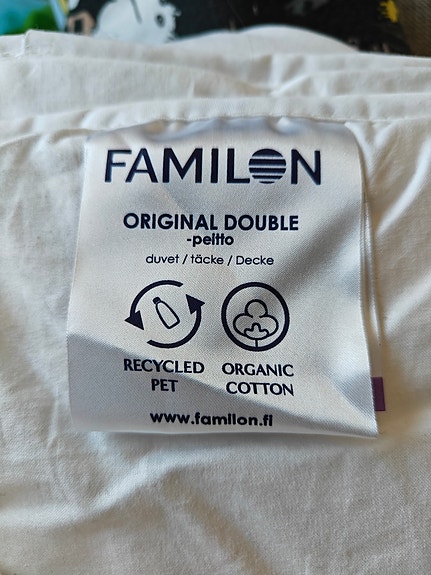 FAMILON
ORIGINAL DOUBLE
-peitto
duvet / täcke / Decke
RECYCLED
PET
ORGANIC
COTTON
www.familon.fi